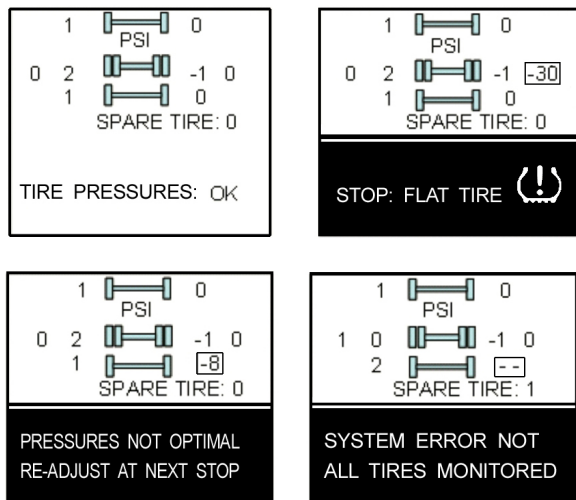 1 0
PSI
0 2 -1 0
1 0
SPARE TIRE: 0
TIRE PRESSURES: OK
1 0
PSI
0 2 -1 -30
1 0
SPARE TIRE: 0
STOP: FLAT TIRE (!)
1 0
PSI
0 2 -1 0
1 -8
SPARE TIRE: 0
PRESSURES NOT OPTIMAL
RE-ADJUST AT NEXT STOP
1 0
PSI
1 0 -1 0
2 --
SPARE TIRE: 1
SYSTEM ERROR NOT
ALL TIRES MONITORED